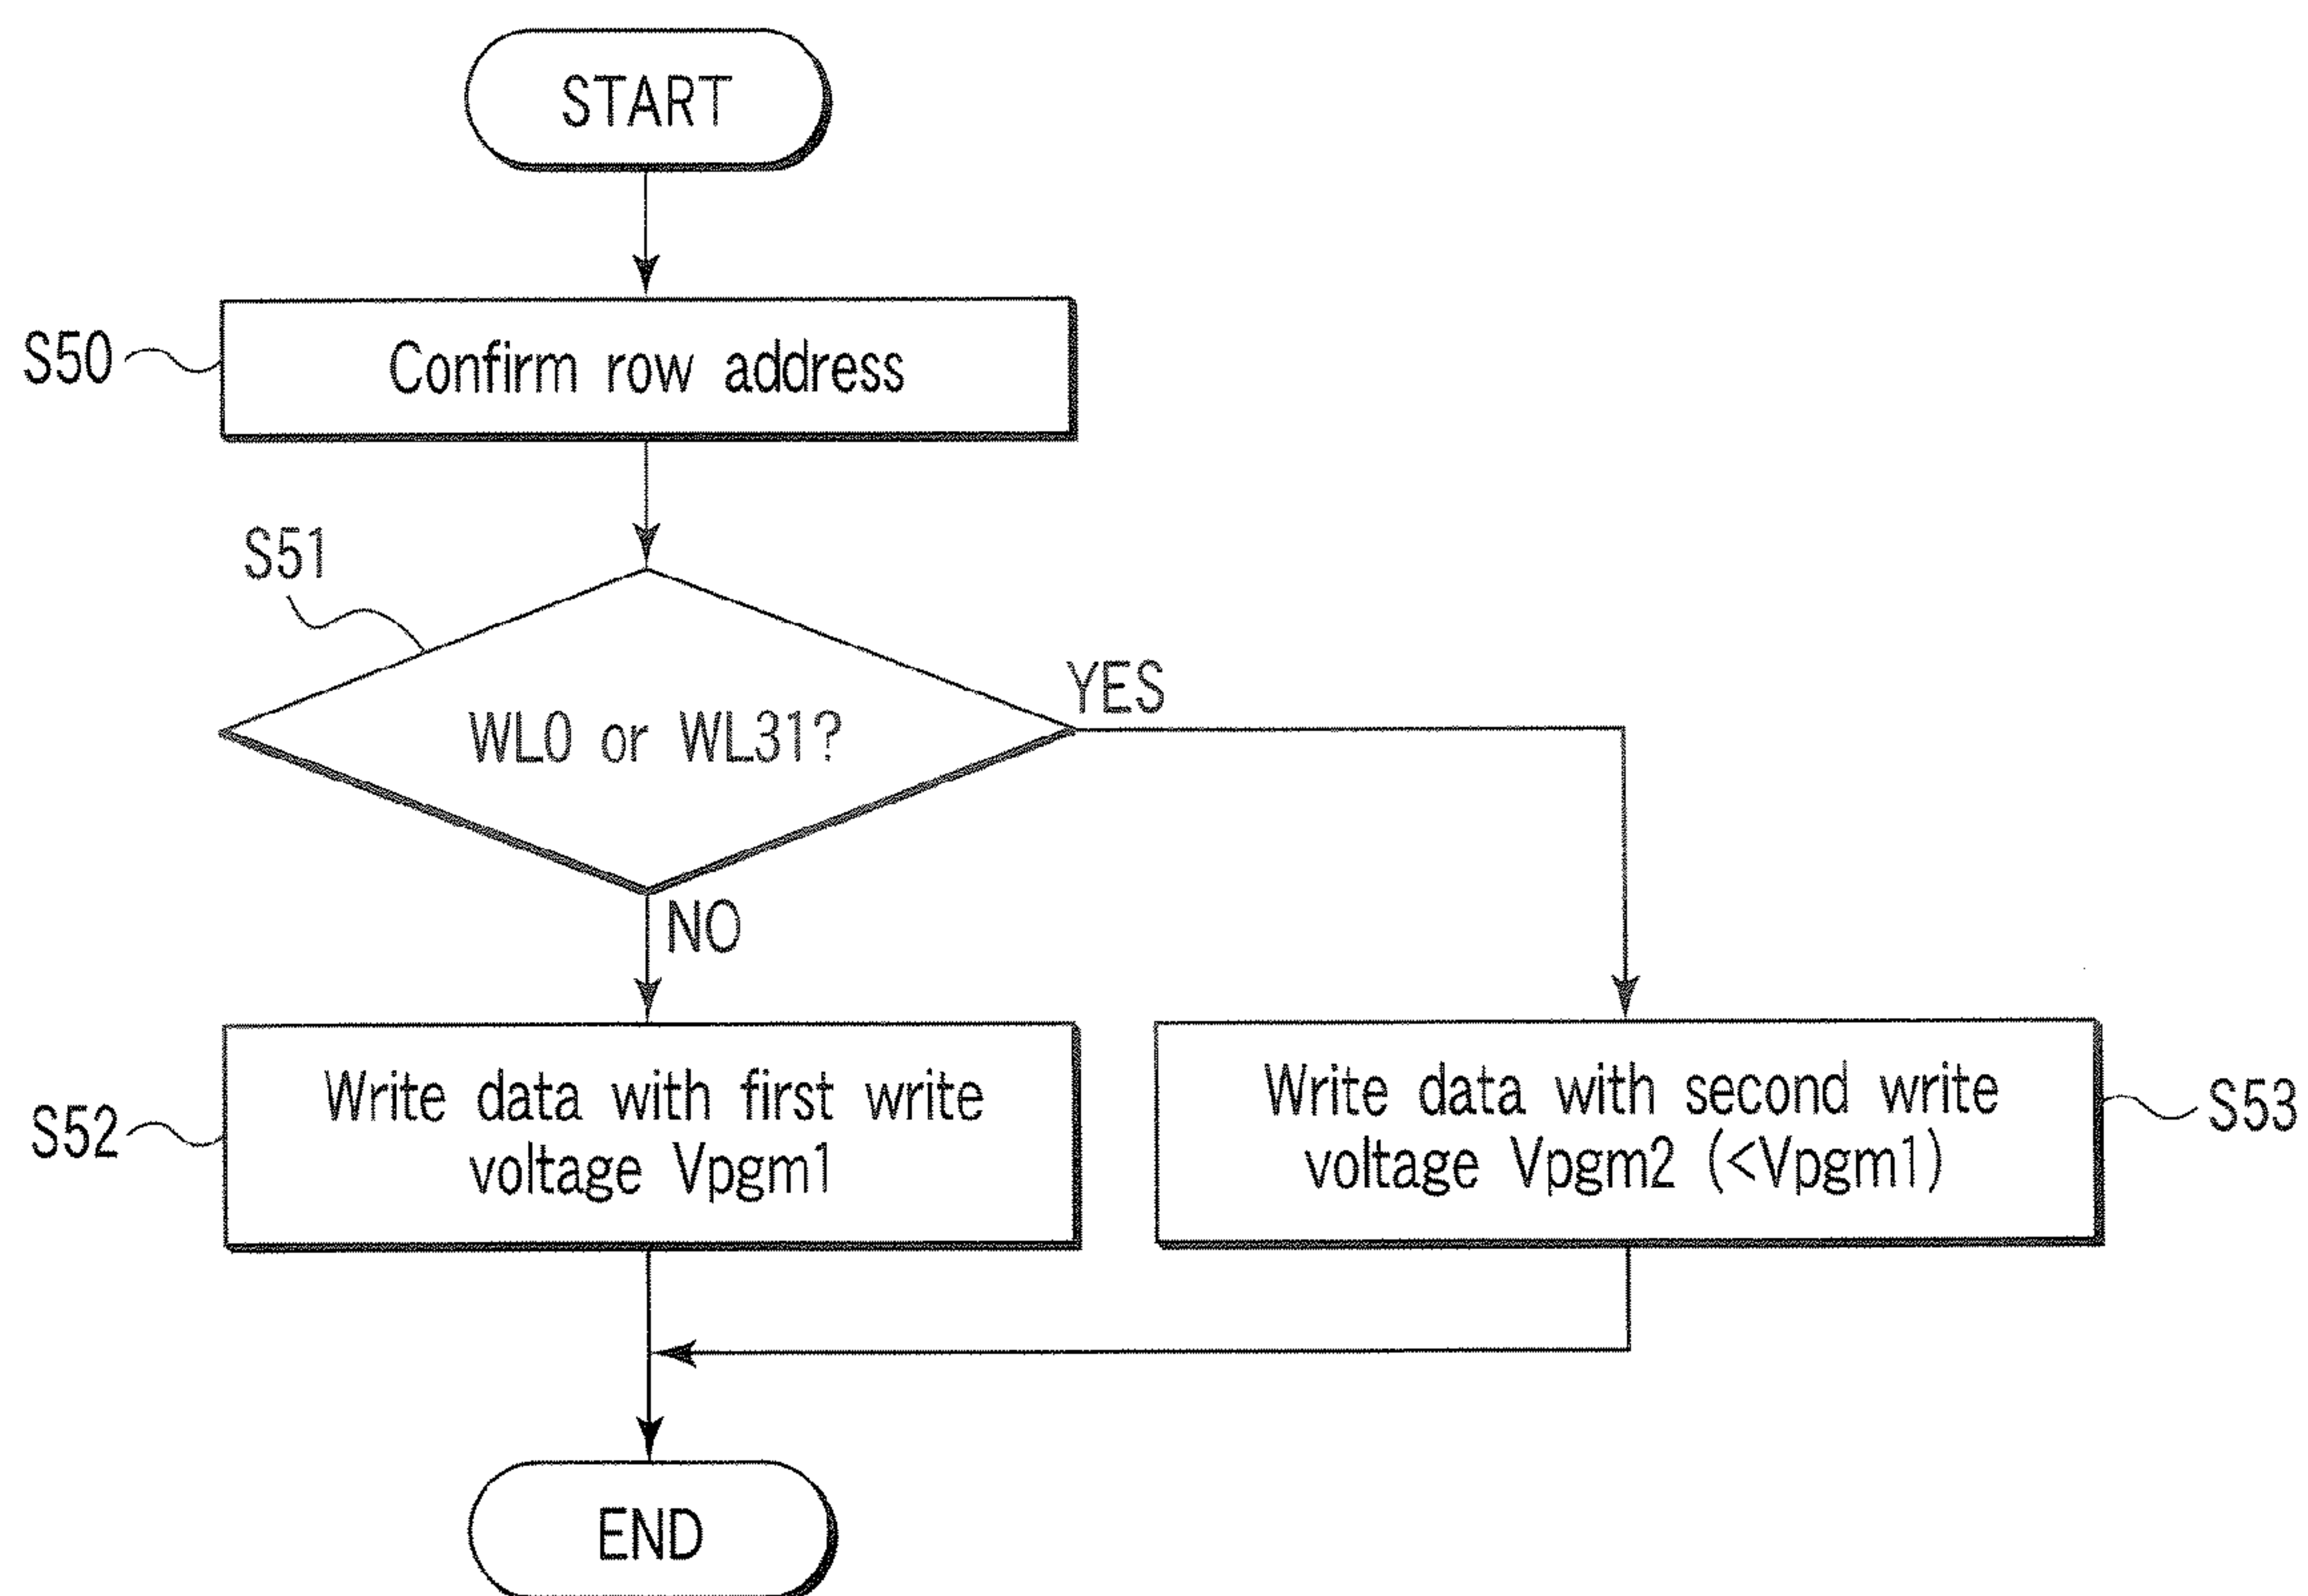 START
S50
Confirm row address
S51
WL0 or WL31?
YES
NO
S52
Write data with first write
voltage Vpgm1
Write data with second write
voltage Vpgm2 (<Vpgm1)
S53
END